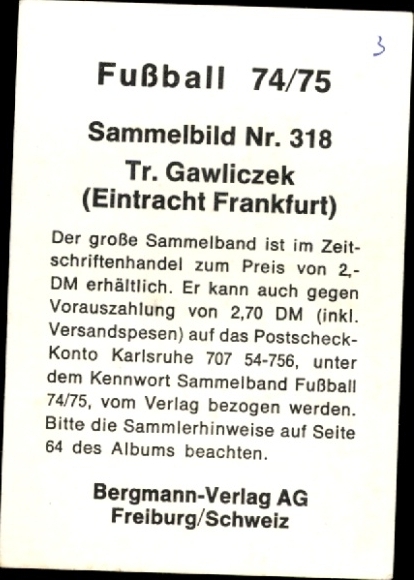 3
Fußball 74/75
Sammelbild Nr. 318
Tr. Gawliczek
(Eintracht Frankfurt)
Der große Sammelband ist im Zeit-
schriftenhandel zum Preis von 2,-
DM erhältlich. Er kann auch gegen
Vorauszahlung von 2,70 DM (inkl.
Versandspesen) auf das Postscheck-
Konto Karlsruhe 707 54-756, unter
dem Kennwort Sammelband Fußball
74/75, vom Verlag bezogen werden.
Bitte die Sammlerhinweise auf Seite
64 des Albums beachten.
Bergmann-Verlag AG
Freiburg/Schweiz